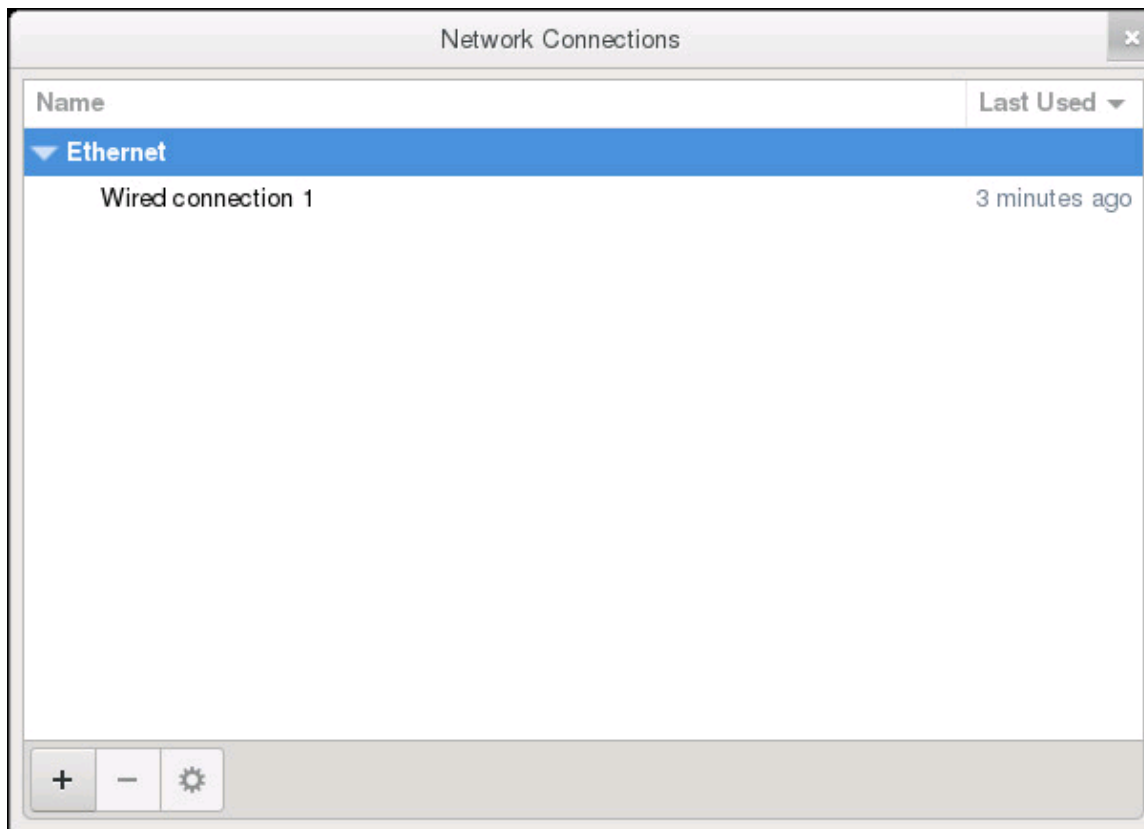 Network Connections
Name Last Used
Ethernet
Wired connection 1 3 minutes ago